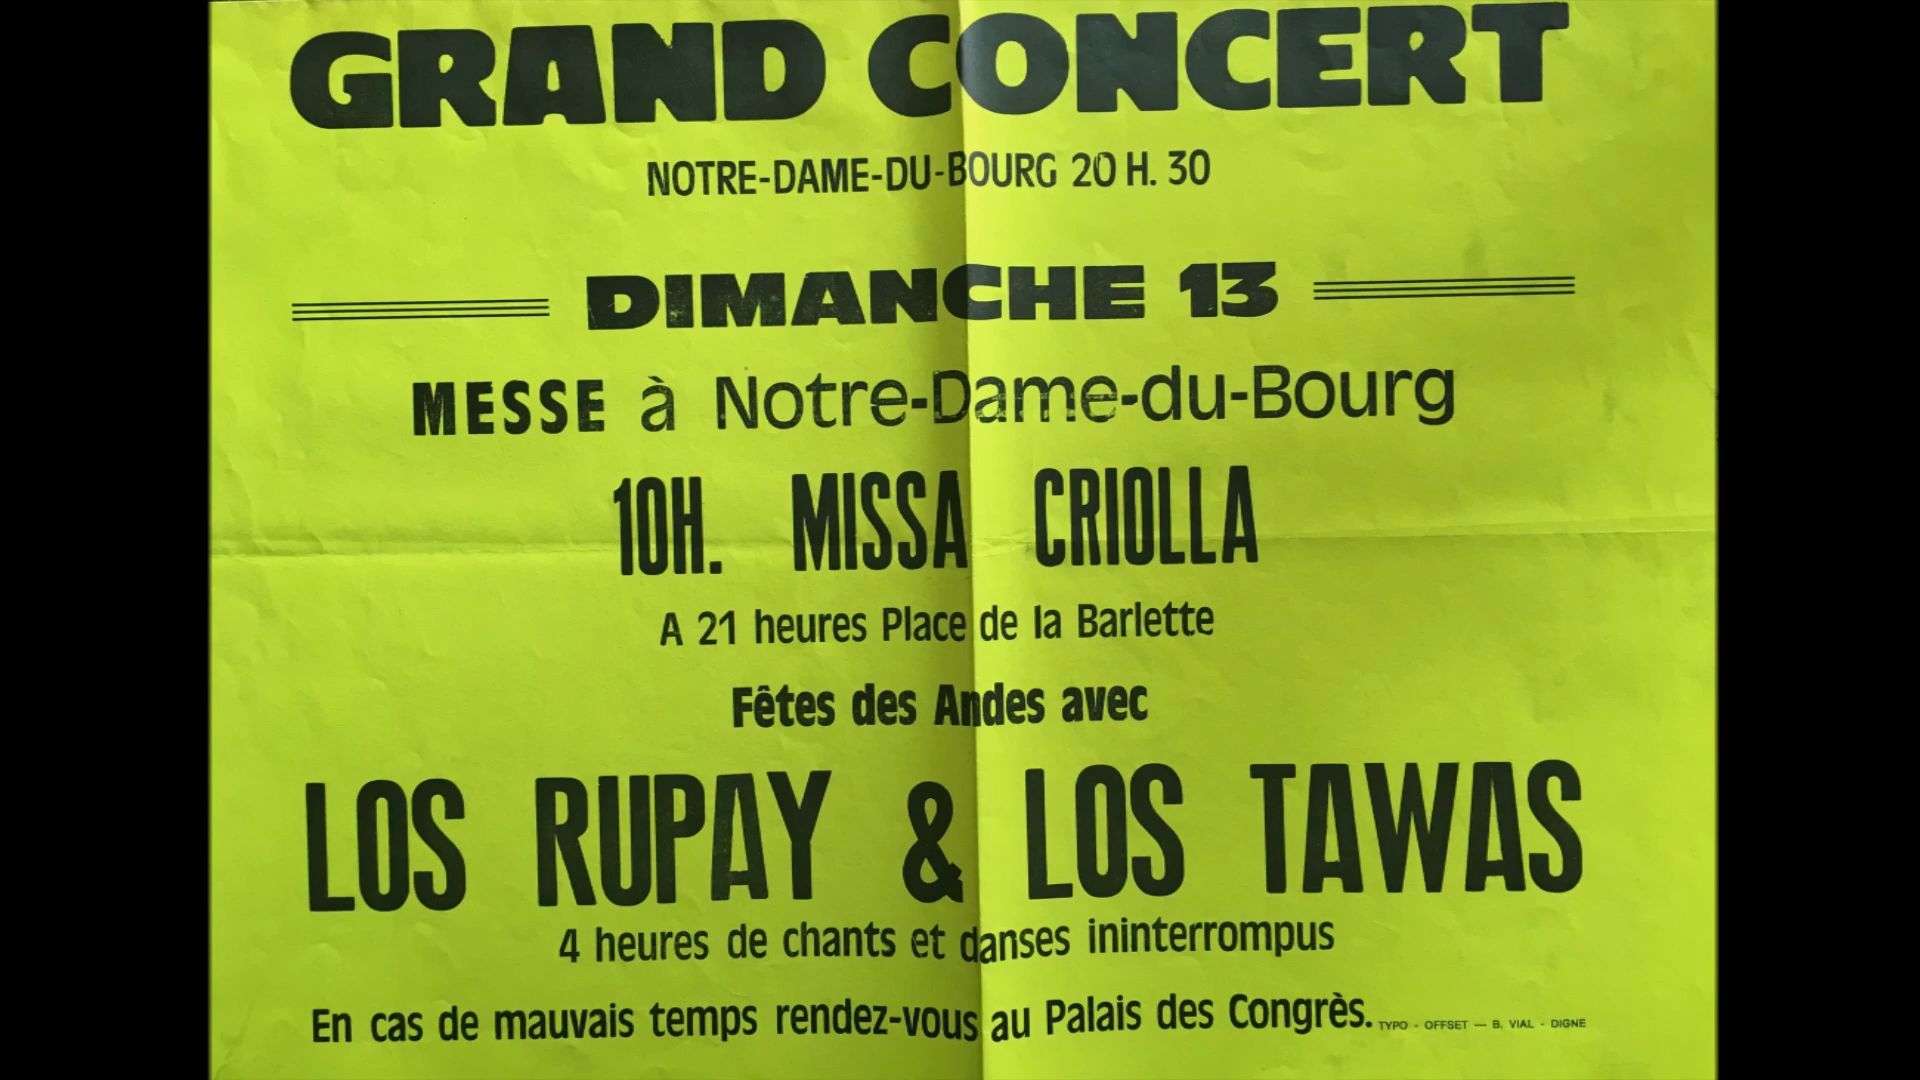 GRAND CONCERT
NOTRE-DAME-DU-BOURG 20 H. 30
DIMANCHE 13
MESSE à Notre-Dame-du-Bourg
10H. MISSA CRIOLLA
A 21 heures Place de la Barlette
Fêtes des Andes avec
LOS RUPAY & LOS TAWAS
4 heures de chants et danses ininterrompus
En cas de mauvais temps rendez-vous au Palais des Congrès.
TYPO - OFFSET — B. VIAL - DIGNE